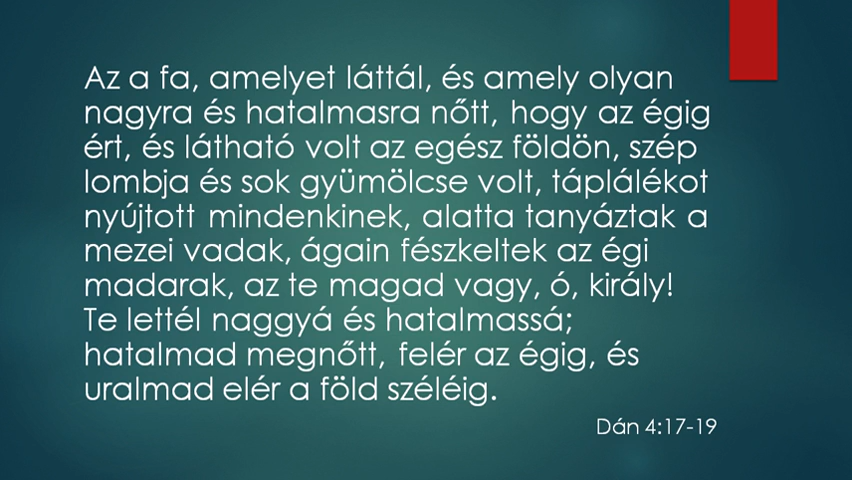 Az a fa, amelyet láttál, és amely olyan
nagyra és hatalmasra nőtt, hogy az égig
ért, és látható volt az egész földön, szép
lombja és sok gyümölcse volt, táplálékot
nyújtott mindenkinek, alatta tanyáztak a
mezei vadak, ágain fészkeltek az égi
madarak, az te magad vagy, ó, király!
Te lettél naggyá és hatalmassá;
hatalmad megnőtt, felér az égig, és
uralmad elér a föld széléig.
Dán 4:17-19